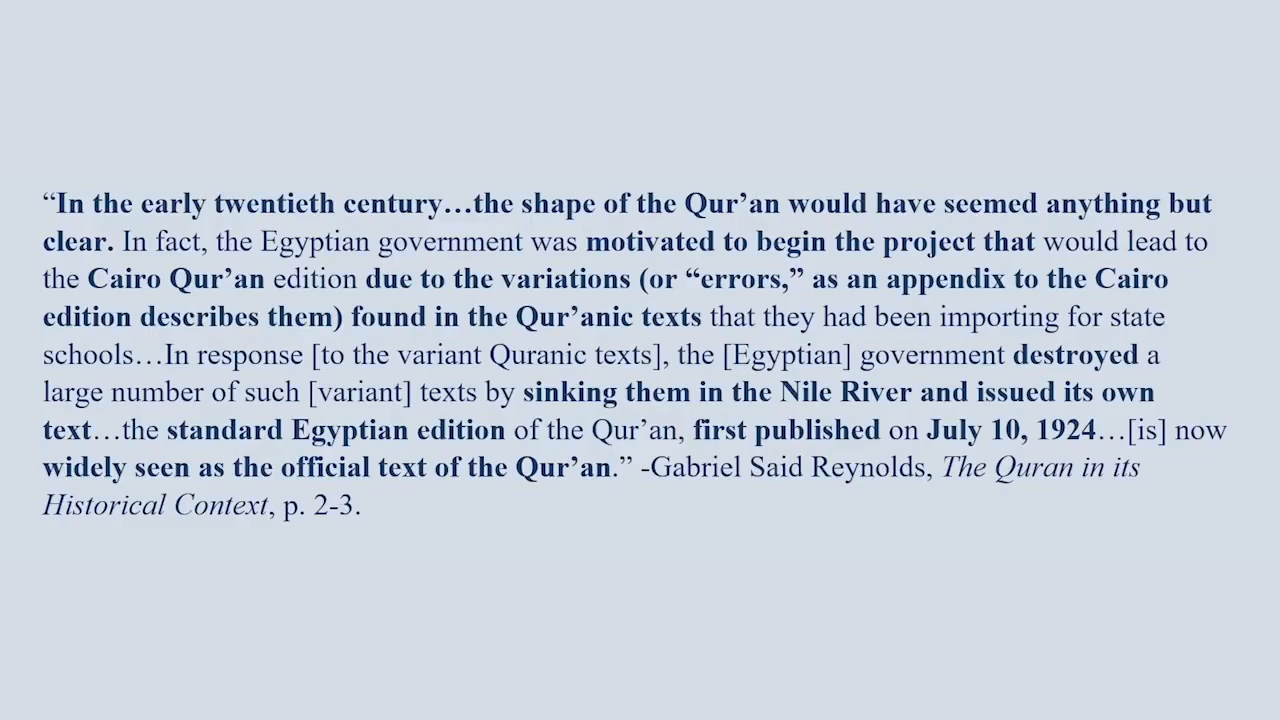 “In the early twentieth century…the shape of the Qur’an would have seemed anything but
clear. In fact, the Egyptian government was motivated to begin the project that would lead to
the Cairo Qur’an edition due to the variations (or “errors,” as an appendix to the Cairo
edition describes them) found in the Qur’anic texts that they had been importing for state
schools…In response [to the variant Quranic texts], the [Egyptian] government destroyed a
large number of such [variant] texts by sinking them in the Nile River and issued its own
text…the standard Egyptian edition of the Qur’an, first published on July 10, 1924…[is] now
widely seen as the official text of the Qur’an.” -Gabriel Said Reynolds, The Quran in its
Historical Context, p. 2-3.